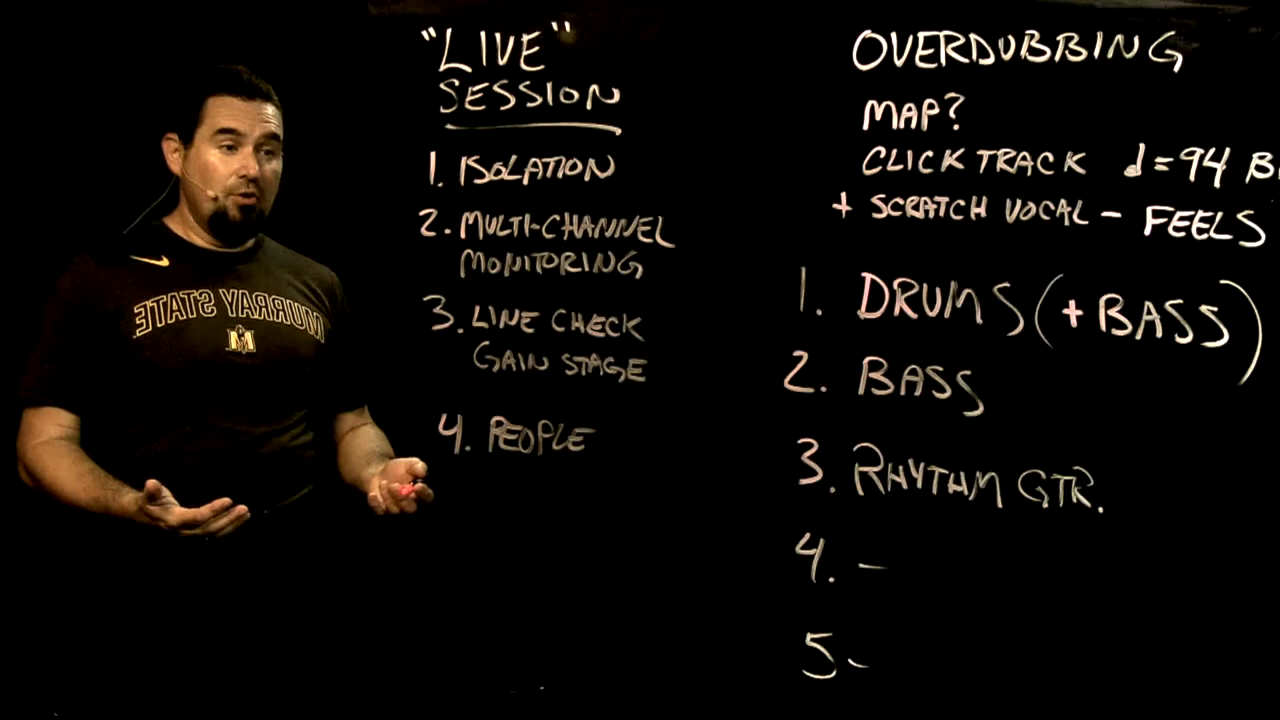 "LIVE"
SESSION
1. ISOLATION
2. MULTI-CHANNEL
MONITORING
3. LINE CHECK
GAIN STAGE
4. PEOPLE
OVERDUBBING
MAP?
CLICK TRACK d=94 B
+ SCRATCH VOCAL - FEELS
1. DRUMS (+BASS)
2. BASS
3. RHYTHM GTR.
4. -
5 -
MURRAY STATE
M